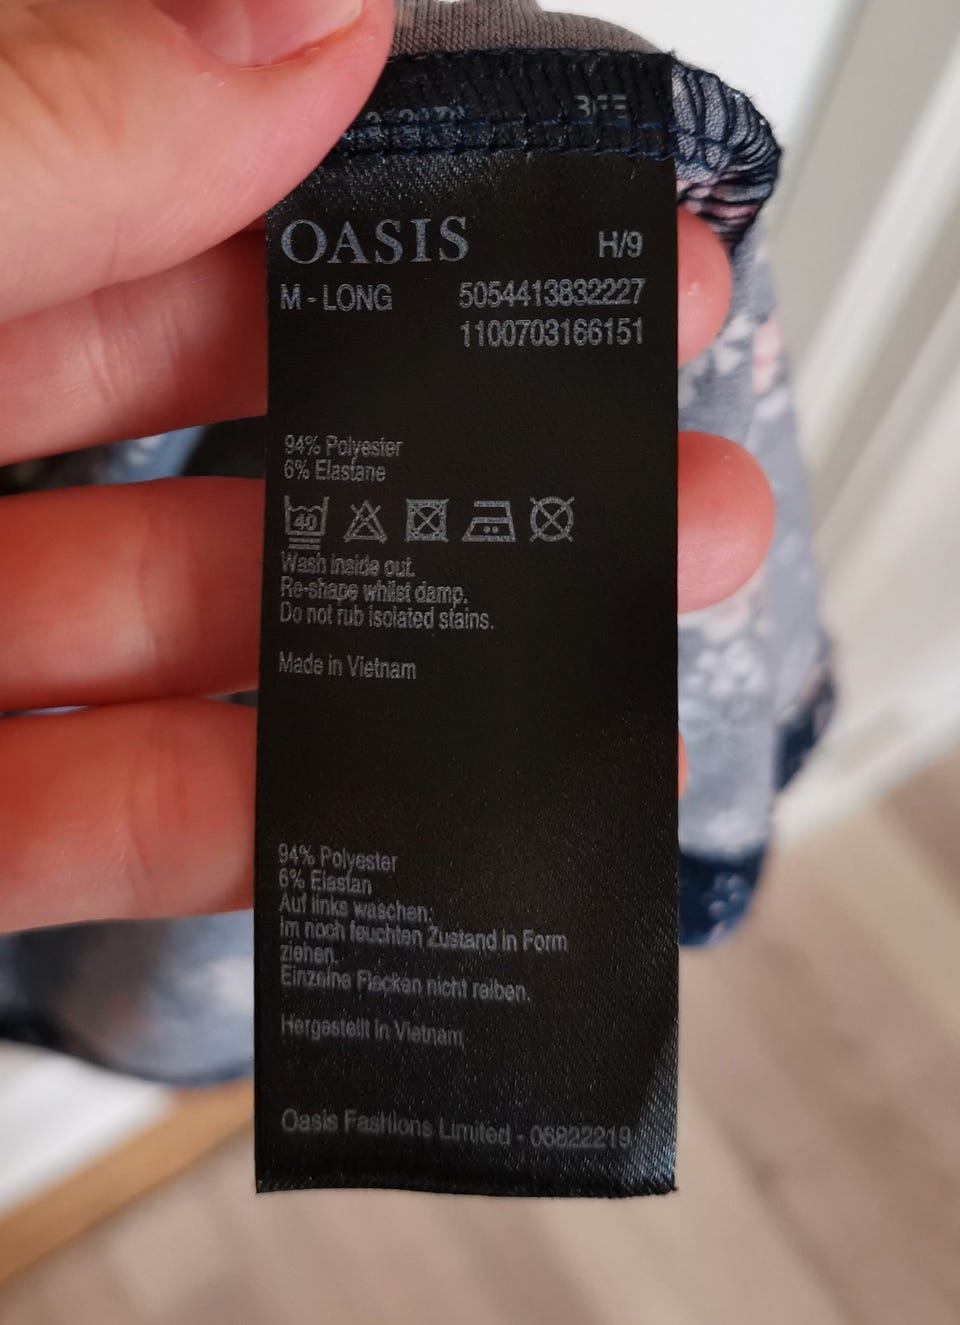 OASIS
H/9
M - LONG
5054413832227
1100703166151
94% Polyester
6% Elastane
40
Wash inside out.
Re-shape whilst damp.
Do not rub isolated stains.
Made in Vietnam
94% Polyester
6% Elastan
Auf links waschen.
Im noch feuchten Zustand in Form
ziehen.
Einzelne Flecken nicht reiben.
Hergestellt in Vietnam
Oasis Fashions Limited - 06822219